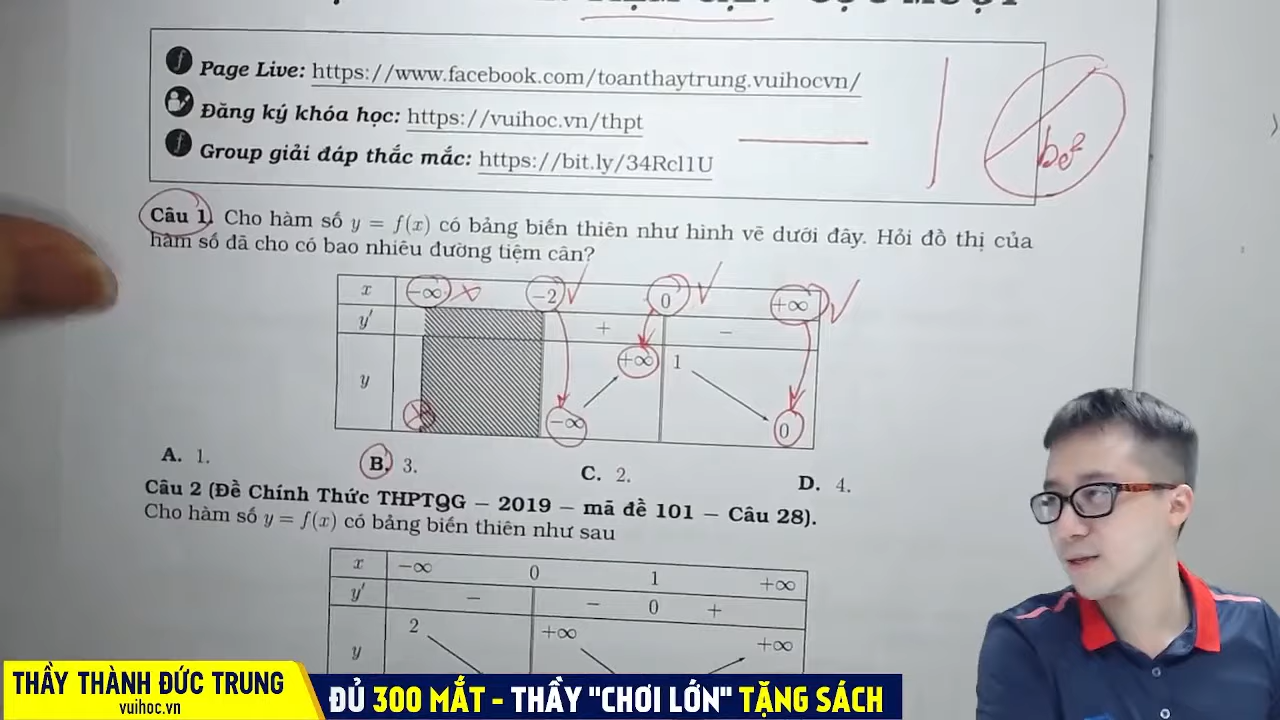 Page Live: https://www.facebook.com/toanthaytrung.vuihocvn/
Đăng ký khóa học: https://vuihoc.vn/thpt
Group giải đáp thắc mắc: https://bit.ly/34Rcl1U
Câu 1. Cho hàm số y = f(x) có bảng biến thiên như hình vẽ dưới đây. Hỏi đồ thị của
hàm số đã cho có bao nhiêu đường tiệm cận?
x −∞ −2 0 +∞
y′ + −
+∞ 1
y
−∞ 0
A. 1. B. 3. C. 2. D. 4.
Câu 2 (Đề Chính Thức THPTQG − 2019 − mã đề 101 − Câu 28).
Cho hàm số y = f(x) có bảng biến thiên như sau
x −∞ 0 1 +∞
y′ − − 0 +
2 +∞ +∞
y
THẦY THÀNH ĐỨC TRUNG
vuihoc.vn
ĐỦ 300 MẮT - THẦY "CHƠI LỚN" TẶNG SÁCH